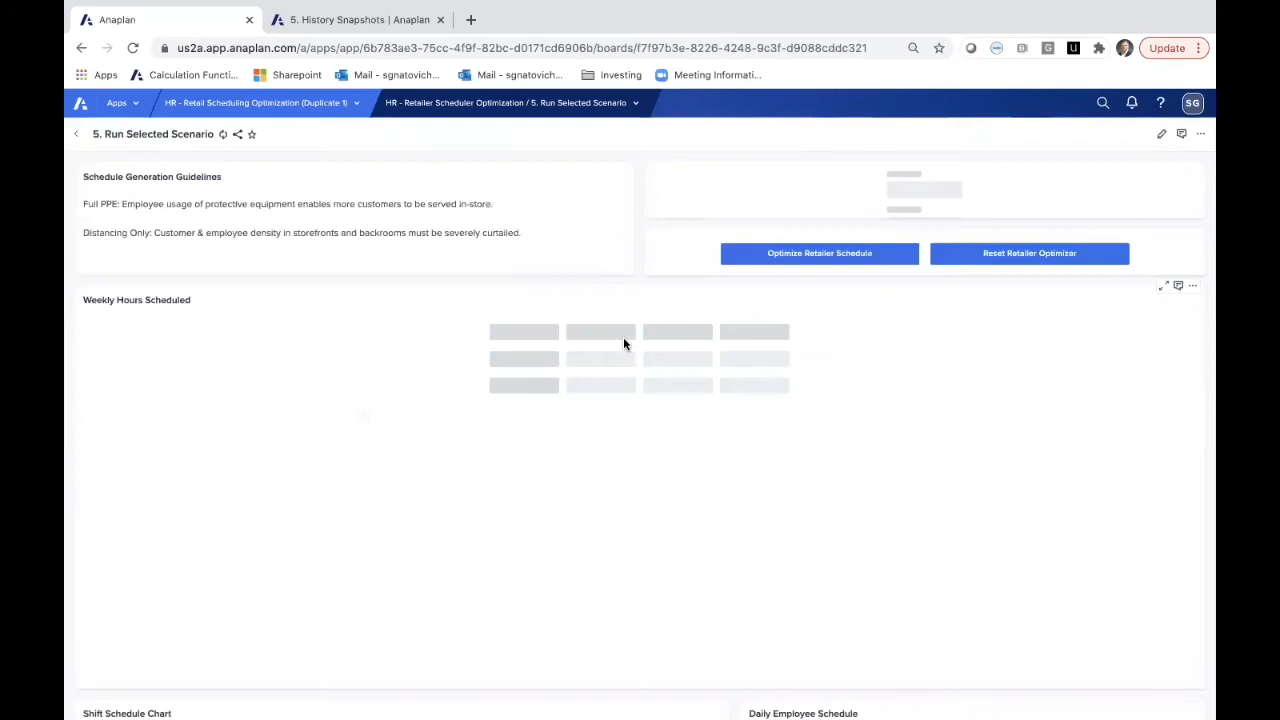 Anaplan
5. History Snapshots | Anaplan
us2a.app.anaplan.com/a/apps/app/6b783ae3-75cc-4f9f-82bc-d0171cd6906b/boards/f7f97b3e-8226-4248-9c3f-d9088cddc321
Update
Apps
Calculation Functi...
Sharepoint
Mail - sgnatovich...
Mail - sgnatovich...
Investing
Meeting Informati...
Apps
HR - Retail Scheduling Optimization (Duplicate 1)
HR - Retailer Scheduler Optimization / 5. Run Selected Scenario
SG
5. Run Selected Scenario
Schedule Generation Guidelines
Full PPE: Employee usage of protective equipment enables more customers to be served in-store.
Distancing Only: Customer & employee density in storefronts and backrooms must be severely curtailed.
Optimize Retailer Schedule
Reset Retailer Optimizer
Weekly Hours Scheduled
Shift Schedule Chart
Daily Employee Schedule